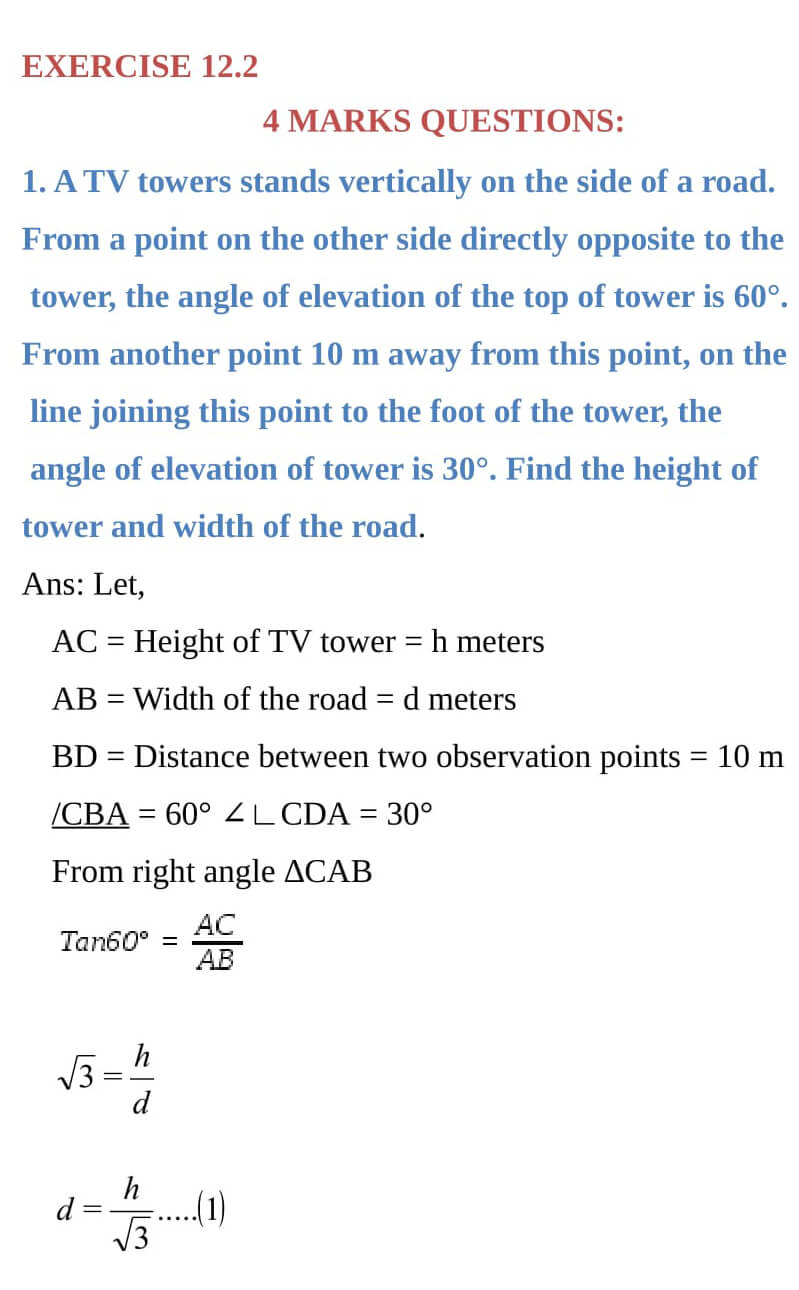 EXERCISE 12.2
4 MARKS QUESTIONS:
1. A TV towers stands vertically on the side of a road.
From a point on the other side directly opposite to the
tower, the angle of elevation of the top of tower is 60°.
From another point 10 m away from this point, on the
line joining this point to the foot of the tower, the
angle of elevation of tower is 30°. Find the height of
tower and width of the road.
Ans: Let,
AC = Height of TV tower = h meters
AB = Width of the road = d meters
BD = Distance between two observation points = 10 m
/CBA = 60° ∠∟CDA = 30°
From right angle ΔCAB
Tan60° = AC/AB
√3 = h/d
d = h/√3 .....(1)